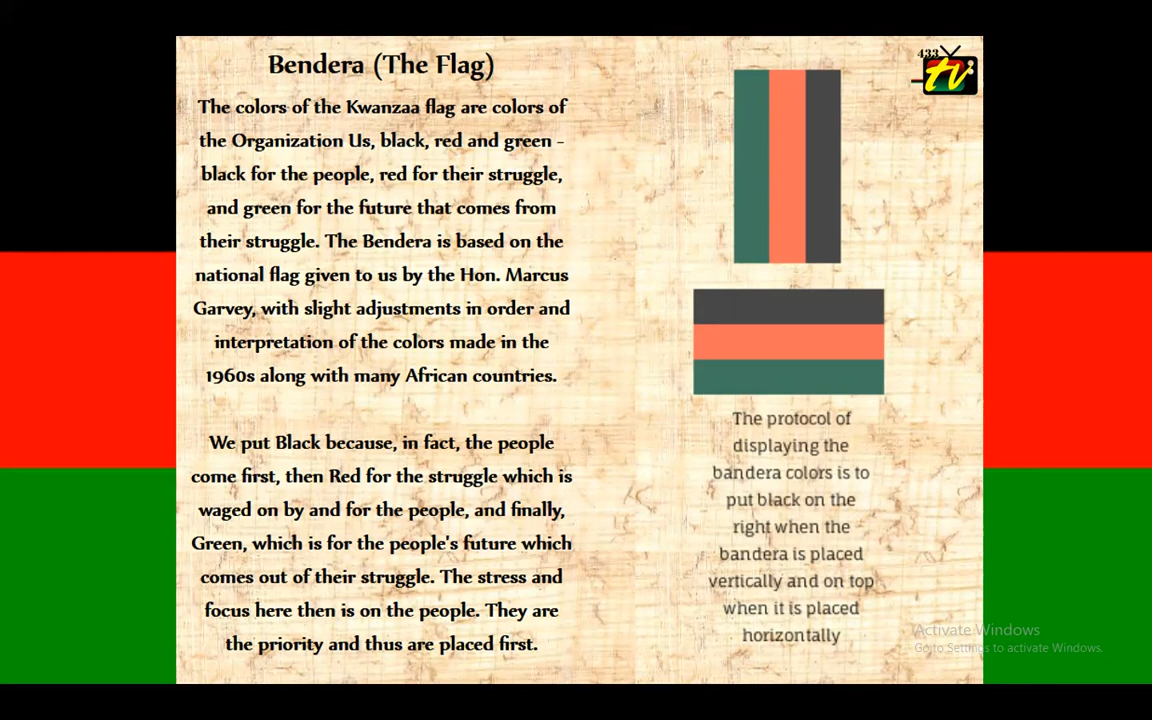 Bendera (The Flag)
The colors of the Kwanzaa flag are colors of
the Organization Us, black, red and green -
black for the people, red for their struggle,
and green for the future that comes from
their struggle. The Bendera is based on the
national flag given to us by the Hon. Marcus
Garvey, with slight adjustments in order and
interpretation of the colors made in the
1960s along with many African countries.
We put Black because, in fact, the people
come first, then Red for the struggle which is
waged on by and for the people, and finally,
Green, which is for the people's future which
comes out of their struggle. The stress and
focus here then is on the people. They are
the priority and thus are placed first.
433
tv
The protocol of
displaying the
bandera colors is to
put black on the
right when the
bandera is placed
vertically and on top
when it is placed
horizontally
Activate Windows
Go to Settings to activate Windows.